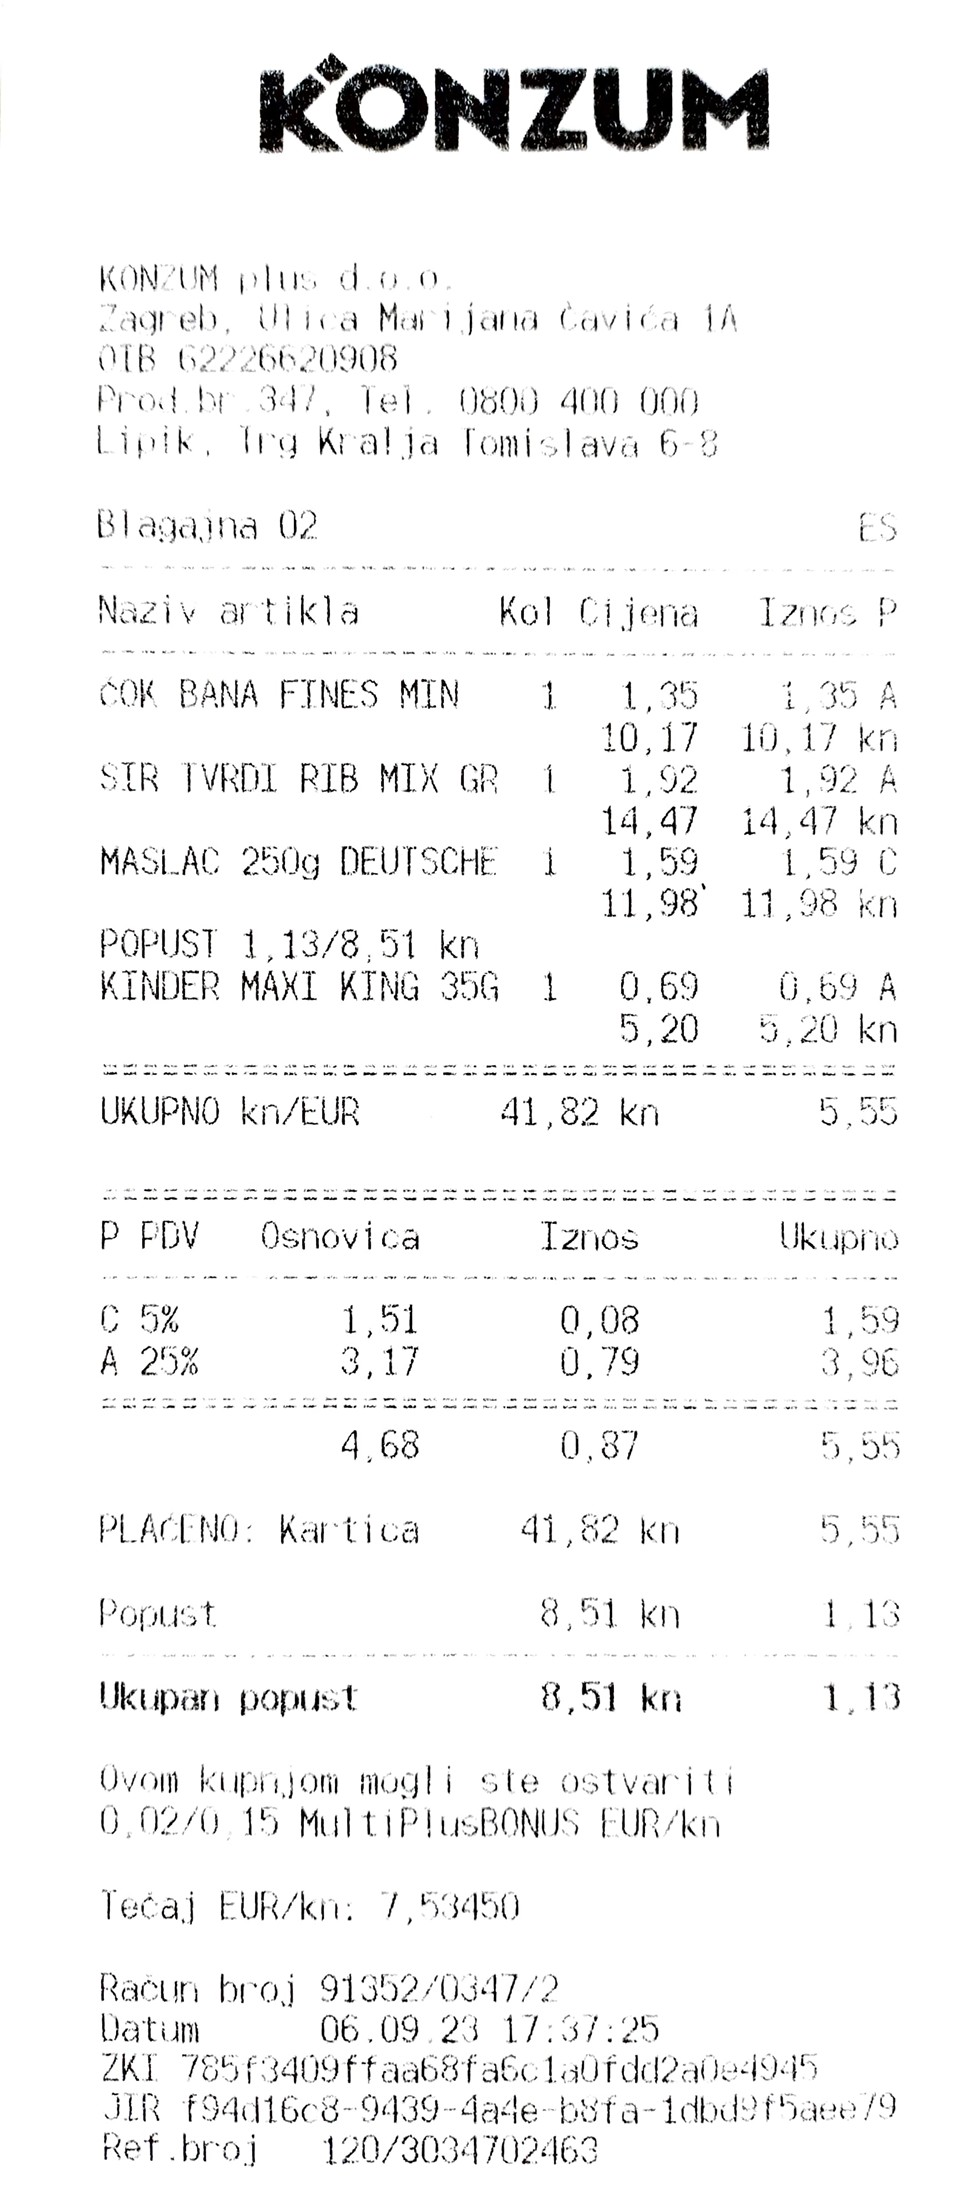 KONZUM
KONZUM plus d.o.o.
Zagreb, Ulica Marijana Čavića 1A
OIB 62226620908
Prod.br.347, Tel. 0800 400 000
Lipik, Trg Kralja Tomislava 6-8
Blagajna 02 ES
Naziv artikla Kol Cijena Iznos P
ČOK BANA FINES MIN 1 1,35 1,35 A
10,17 10,17 kn
SIR TVRDI RIB MIX GR 1 1,92 1,92 A
14,47 14,47 kn
MASLAC 250g DEUTSCHE 1 1,59 1,59 C
11,98 11,98 kn
POPUST 1,13/8,51 kn
KINDER MAXI KING 35G 1 0,69 0,69 A
5,20 5,20 kn
UKUPNO kn/EUR 41,82 kn 5,55
P PDV Osnovica Iznos Ukupno
C 5% 1,51 0,08 1,59
A 25% 3,17 0,79 3,96
4,68 0,87 5,55
PLAĆENO: Kartica 41,82 kn 5,55
Popust 8,51 kn 1,13
Ukupan popust 8,51 kn 1,13
Ovom kupnjom mogli ste ostvariti
0,02/0,15 MultiPlusBONUS EUR/kn
Tečaj EUR/kn: 7,53450
Račun broj 91352/0347/2
Datum 06.09.23 17:37:25
ZKI 785f3409ffaa68fa6c1a0fdd2a0e4945
JIR f94d16c8-9439-4a4e-b8fa-1dbd9f5aee79
Ref.broj 120/3034702463